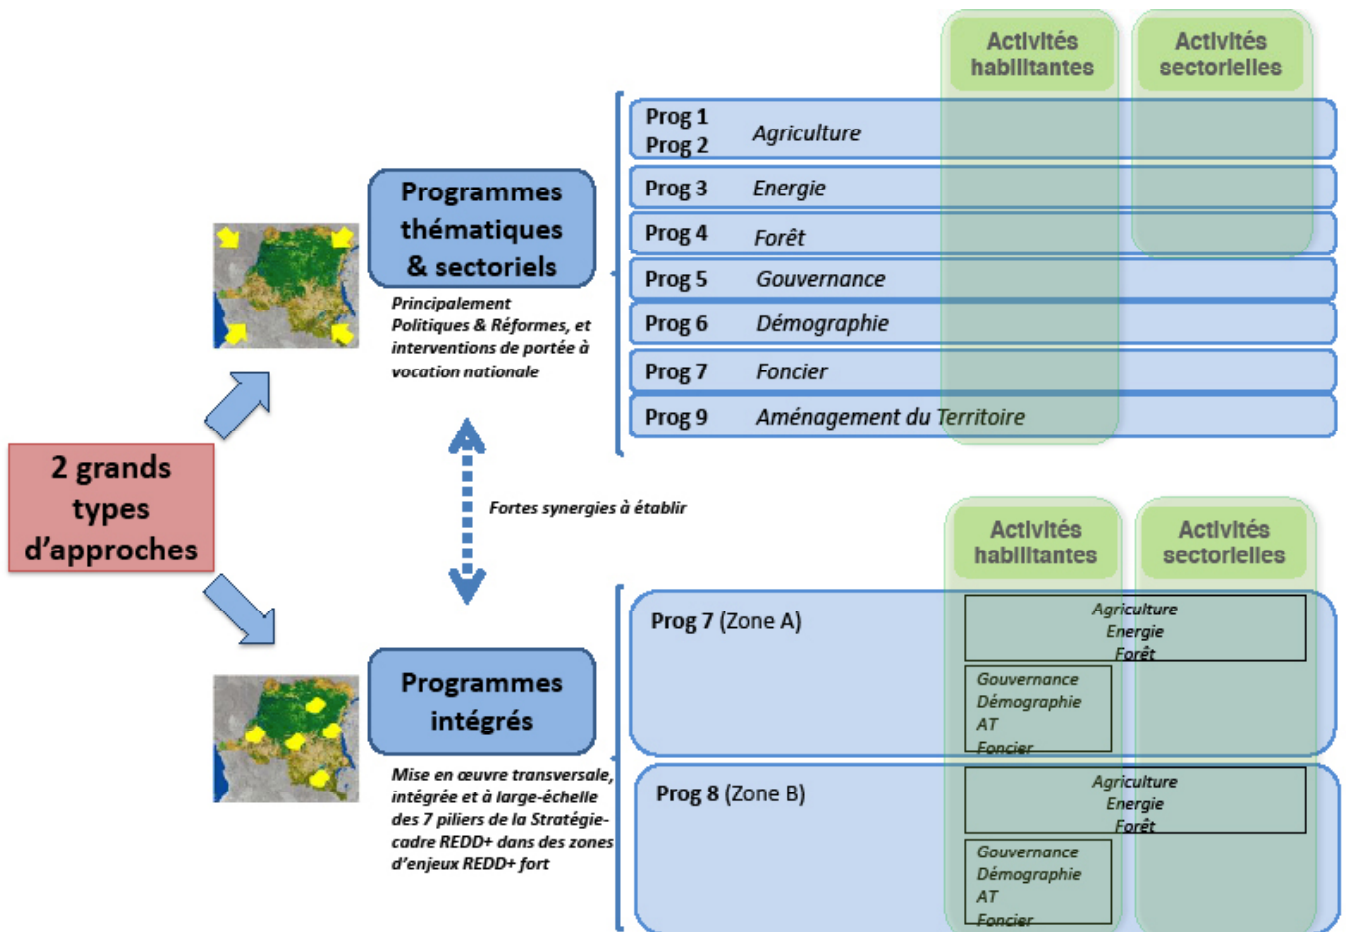 Activités
habilitantes
Activités
sectorielles
Prog 1
Prog 2
Agriculture
Prog 3
Energie
Prog 4
Forêt
Prog 5
Gouvernance
Prog 6
Démographie
Prog 7
Foncier
Prog 9
Aménagement du Territoire
Programmes
thématiques
& sectoriels
Principalement
Politiques & Réformes, et
interventions de portée à
vocation nationale
2 grands
types
d'approches
Fortes synergies à établir
Activités
habilitantes
Activités
sectorielles
Programmes
intégrés
Mise en œuvre transversale,
intégrée et à large-échelle
des 7 piliers de la Stratégie-
cadre REDD+ dans des zones
d'enjeux REDD+ fort
Prog 7 (Zone A)
Agriculture
Energie
Forêt
Gouvernance
Démographie
AT
Foncier
Prog 8 (Zone B)
Agriculture
Energie
Forêt
Gouvernance
Démographie
AT
Foncier